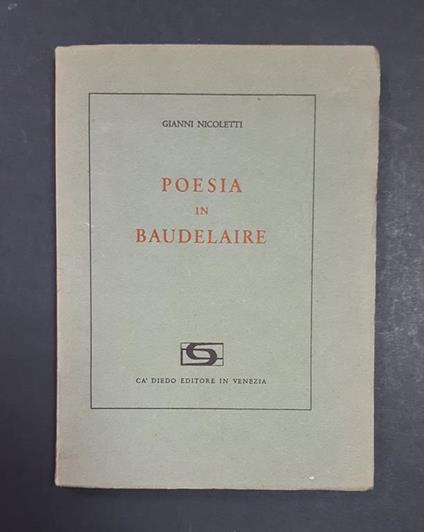 GIANNI NICOLETTI
POESIA
IN
BAUDELAIRE
CA' DIEDO EDITORE IN VENEZIA